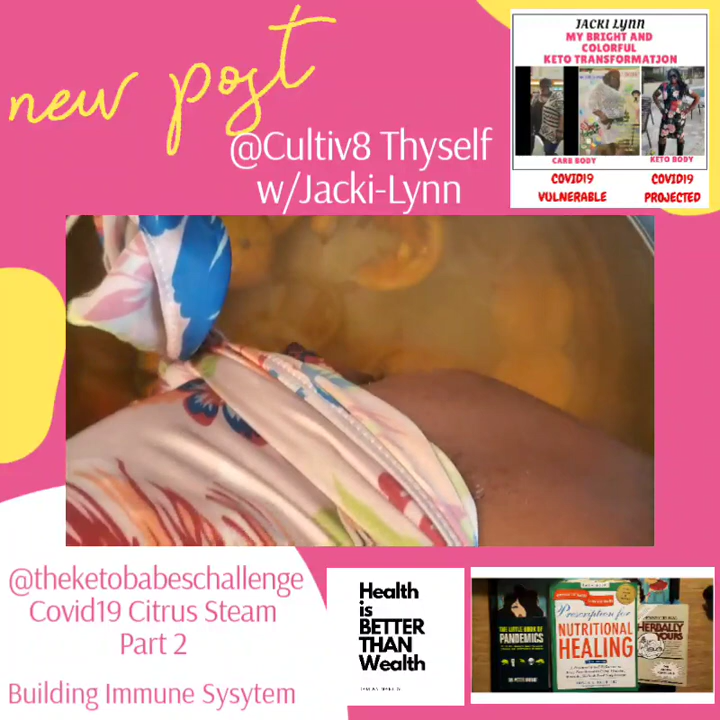 new post
@Cultiv8 Thyself
w/Jacki-Lynn
JACKI LYNN
MY BRIGHT AND
COLORFUL
KETO TRANSFORMATION
CARB BODY
KETO BODY
COVID19
VULNERABLE
COVID19
PROJECTED
@theketobabeschallenge
Covid19 Citrus Steam
Part 2
Building Immune Sysytem
Health
is
BETTER
THAN
Wealth
THE LITTLE BOOK OF
PANDEMICS
Prescription for
NUTRITIONAL
HEALING
HERBALLY
YOURS